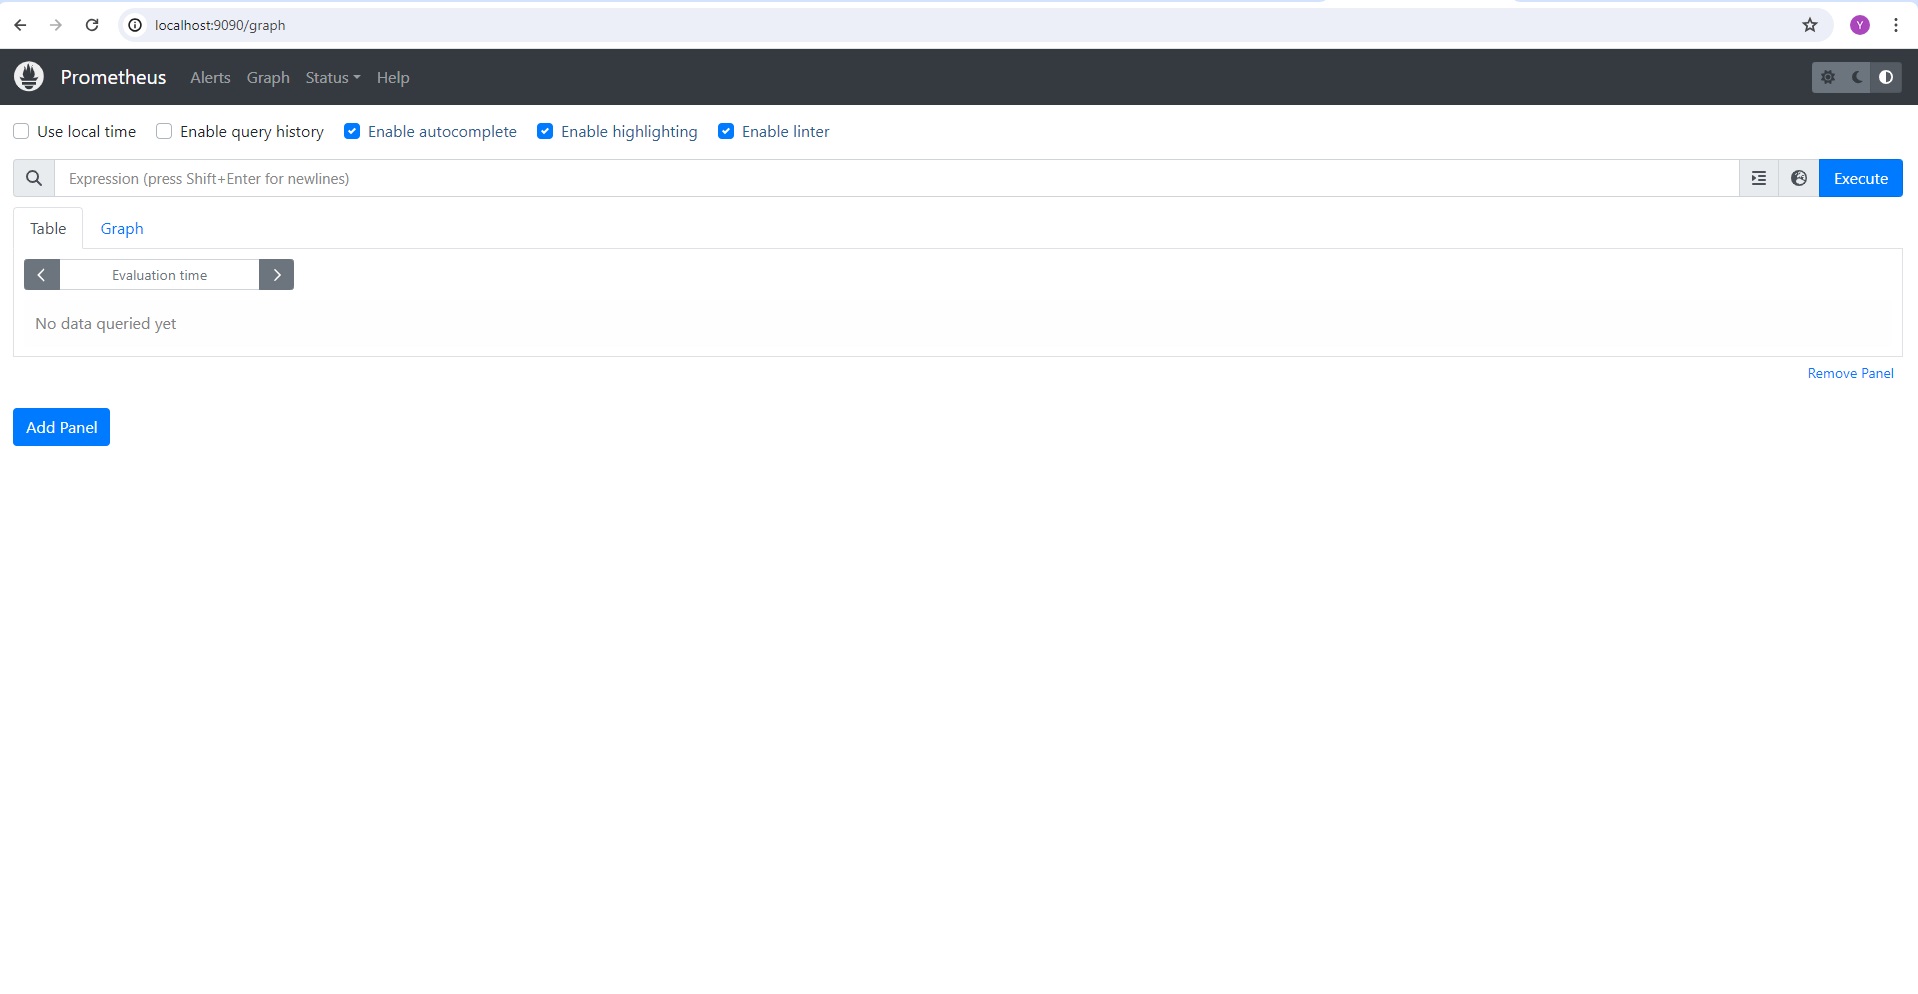 localhost:9090/graph
Y
Prometheus Alerts Graph Status Help
Use local time Enable query history Enable autocomplete Enable highlighting Enable linter
Expression (press Shift+Enter for newlines) Execute
Table Graph
Evaluation time
No data queried yet
Remove Panel
Add Panel